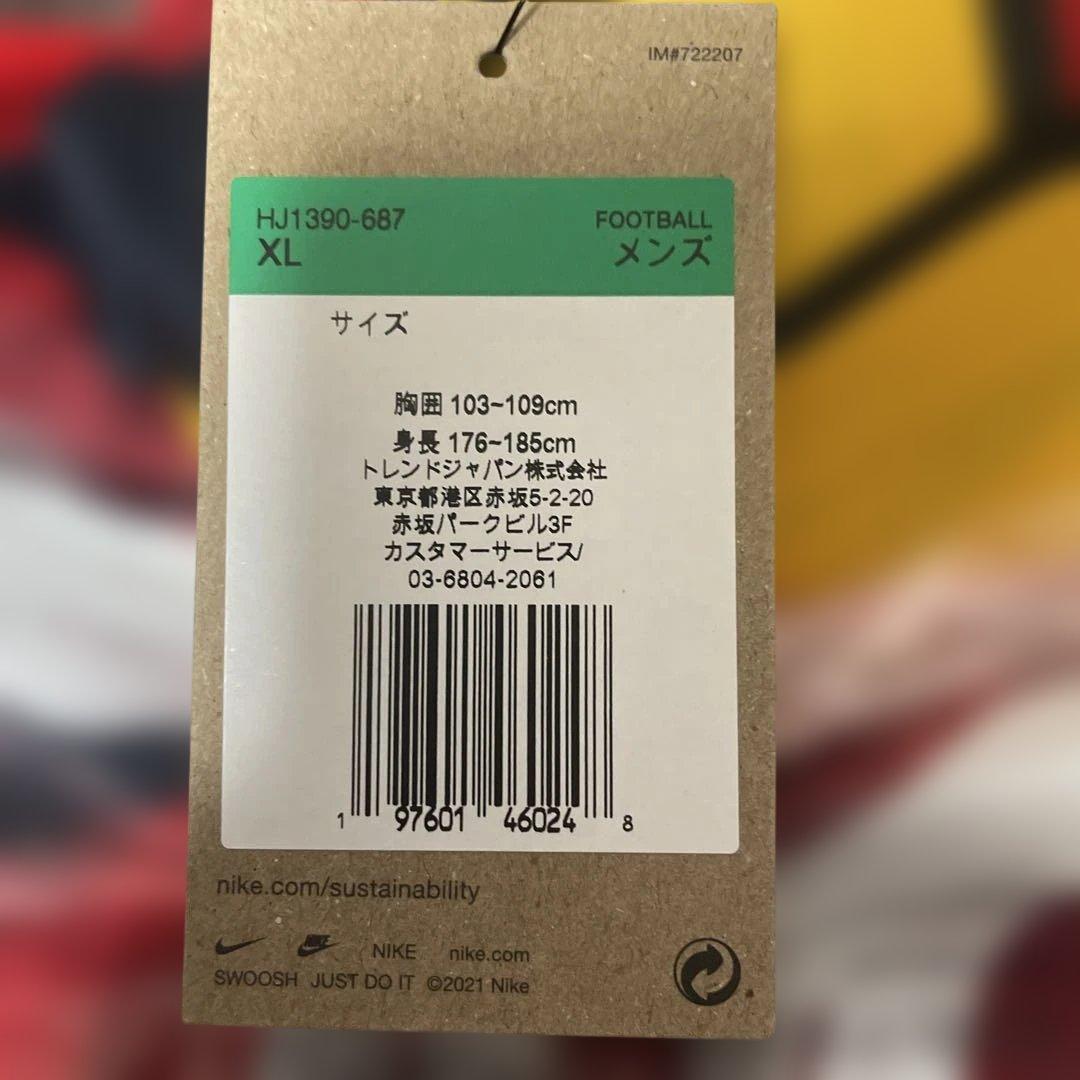 IM#722207
HJ1390-687 FOOTBALL
XL メンズ
サイズ
胸囲 103~109cm
身長 176~185cm
トレンドジャパン株式会社
東京都港区赤坂5-2-20
赤坂パークビル3F
カスタマーサービス/
03-6804-2061
1 97601 46024 8
nike.com/sustainability
NIKE NIKE nike.com
SWOOSH JUST DO IT ©2021 Nike